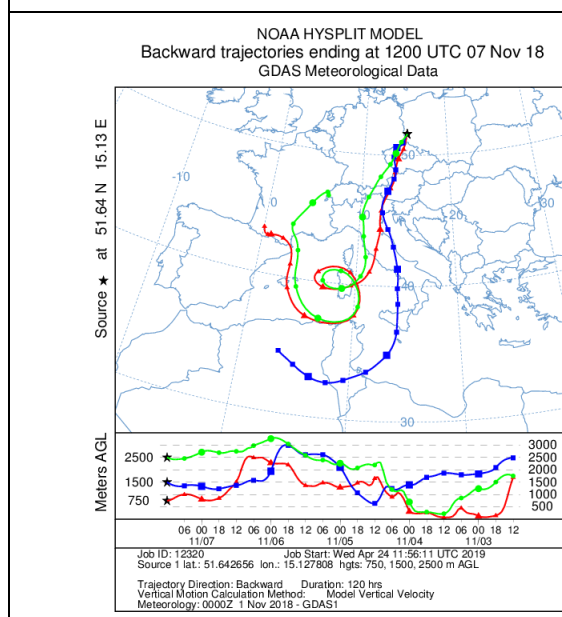 NOAA HYSPLIT MODEL
Backward trajectories ending at 1200 UTC 07 Nov 18
GDAS Meteorological Data
Source ★ at 51.64 N 15.13 E
-10
0
10
20
30
50
40
30
Meters AGL
2500
1500
750
3000
2500
2000
1500
1000
500
06 00 18 12 06 00 18 12 06 00 18 12 06 00 18 12 06 00 18 12
11/07 11/06 11/05 11/04 11/03
Job ID: 12320 Job Start: Wed Apr 24 11:56:11 UTC 2019
Source 1 lat.: 51.642656 lon.: 15.127808 hgts: 750, 1500, 2500 m AGL
Trajectory Direction: Backward Duration: 120 hrs
Vertical Motion Calculation Method: Model Vertical Velocity
Meteorology: 0000Z 1 Nov 2018 - GDAS1